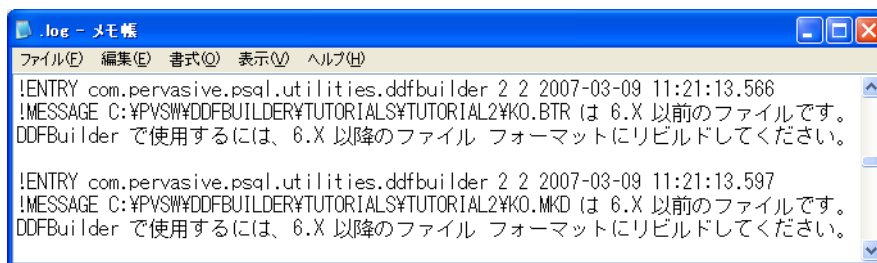 .log - メモ帳
ファイル(F) 編集(E) 書式(O) 表示(V) ヘルプ(H)
!ENTRY com.pervasive.psql.utilities.ddfbuilder 2 2 2007-03-09 11:21:13.566
!MESSAGE C:¥PVSW¥DDFBUILDER¥TUTORIALS¥TUTORIAL2¥KO.BTR は 6.X 以前のファイルです。
DDFBuilder で使用するには、6.X 以降のファイル フォーマットにリビルドしてください。
!ENTRY com.pervasive.psql.utilities.ddfbuilder 2 2 2007-03-09 11:21:13.597
!MESSAGE C:¥PVSW¥DDFBUILDER¥TUTORIALS¥TUTORIAL2¥KO.MKD は 6.X 以前のファイルです。
DDFBuilder で使用するには、6.X 以降のファイル フォーマットにリビルドしてください。